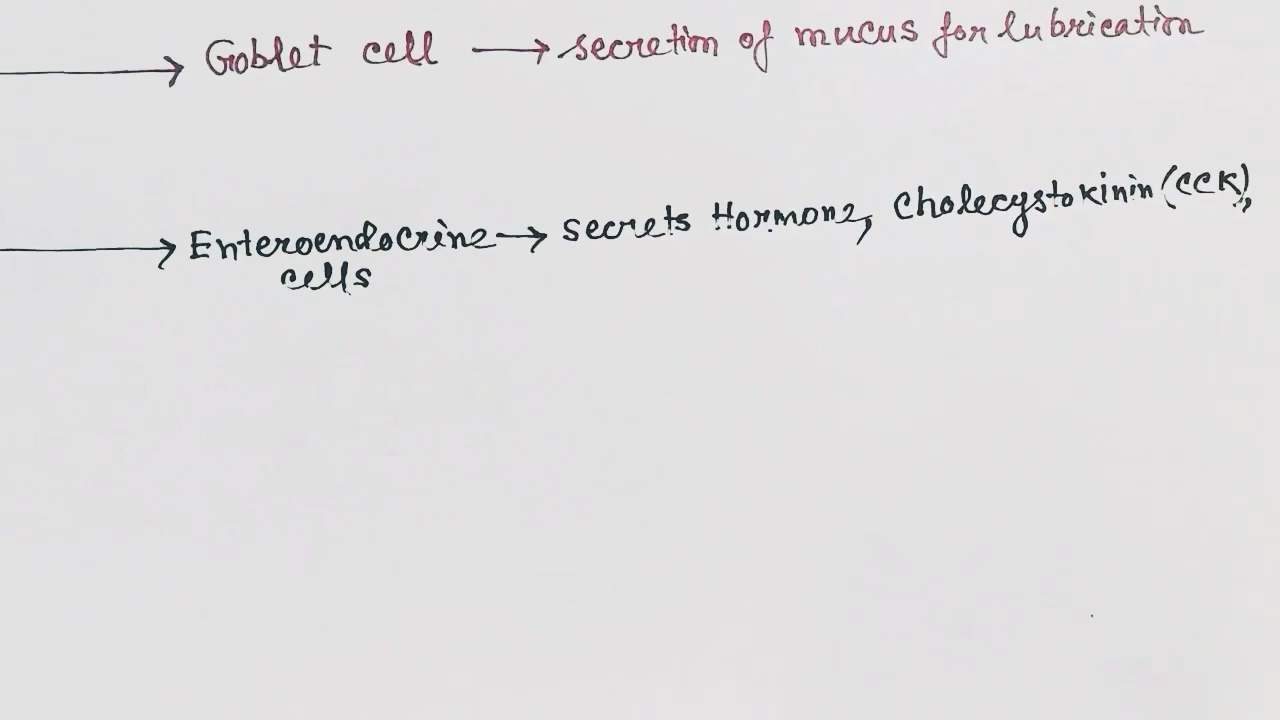 Goblet cell → secretion of mucus for lubrication
Enteroendocrine → secrets Hormone, cholecystokinin (CCK),
cells